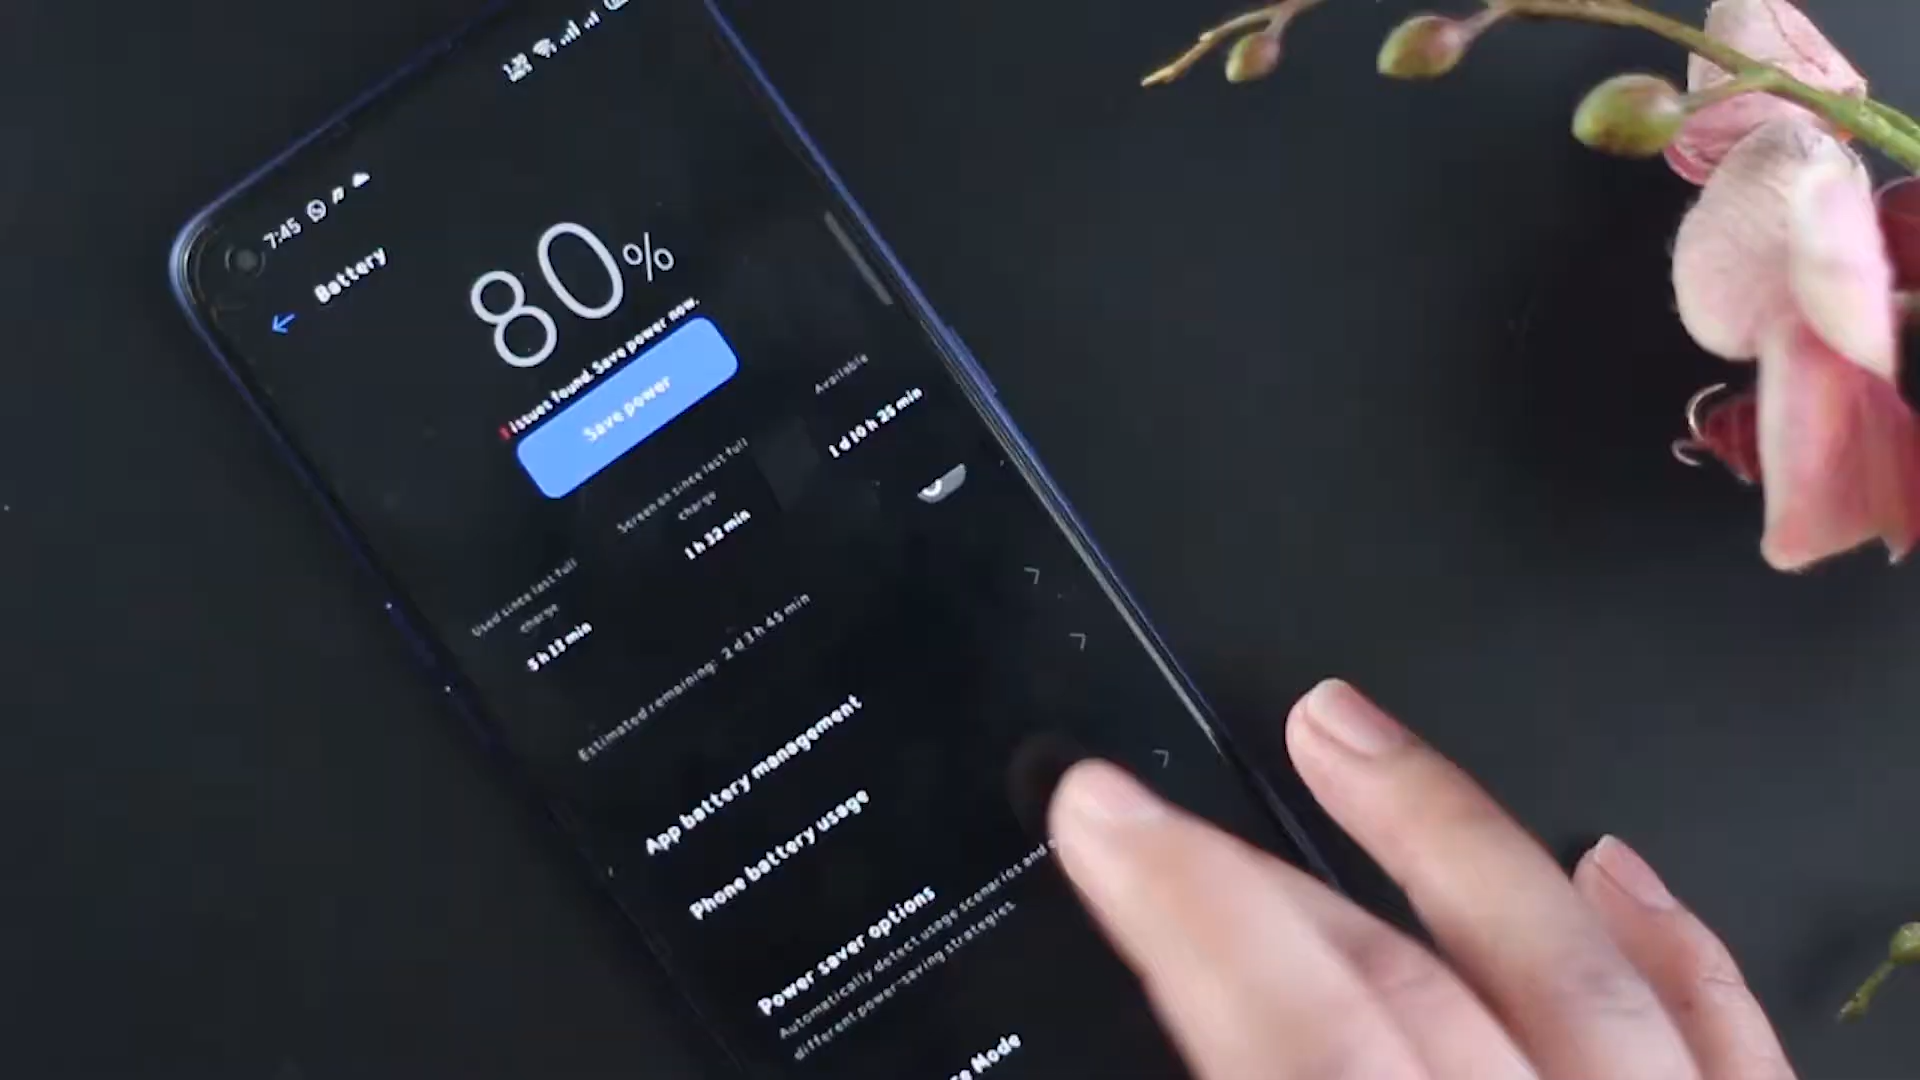 7:45
Battery
80%
issues found. Save power now.
Save power
Used since last full
charge
5 h 13 min
Screen on since last full
charge
1 h 32 min
Available
1 d 10 h 25 min
Estimated remaining: 2 d 3 h 45 min
App battery management
Phone battery usage
Power saver options
Automatically detect usage scenarios and
different power-saving strategies.
Mode